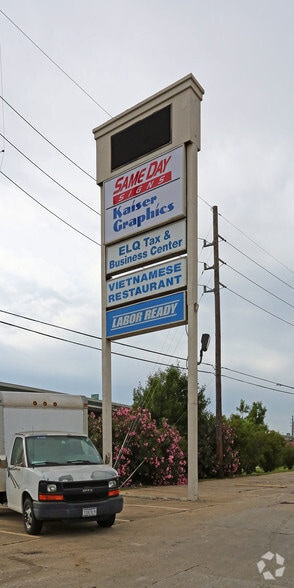 SAME DAY
SIGNS
Kaiser
Graphics
ELQ Tax &
Business Center
VIETNAMESE
RESTAURANT
LABOR READY